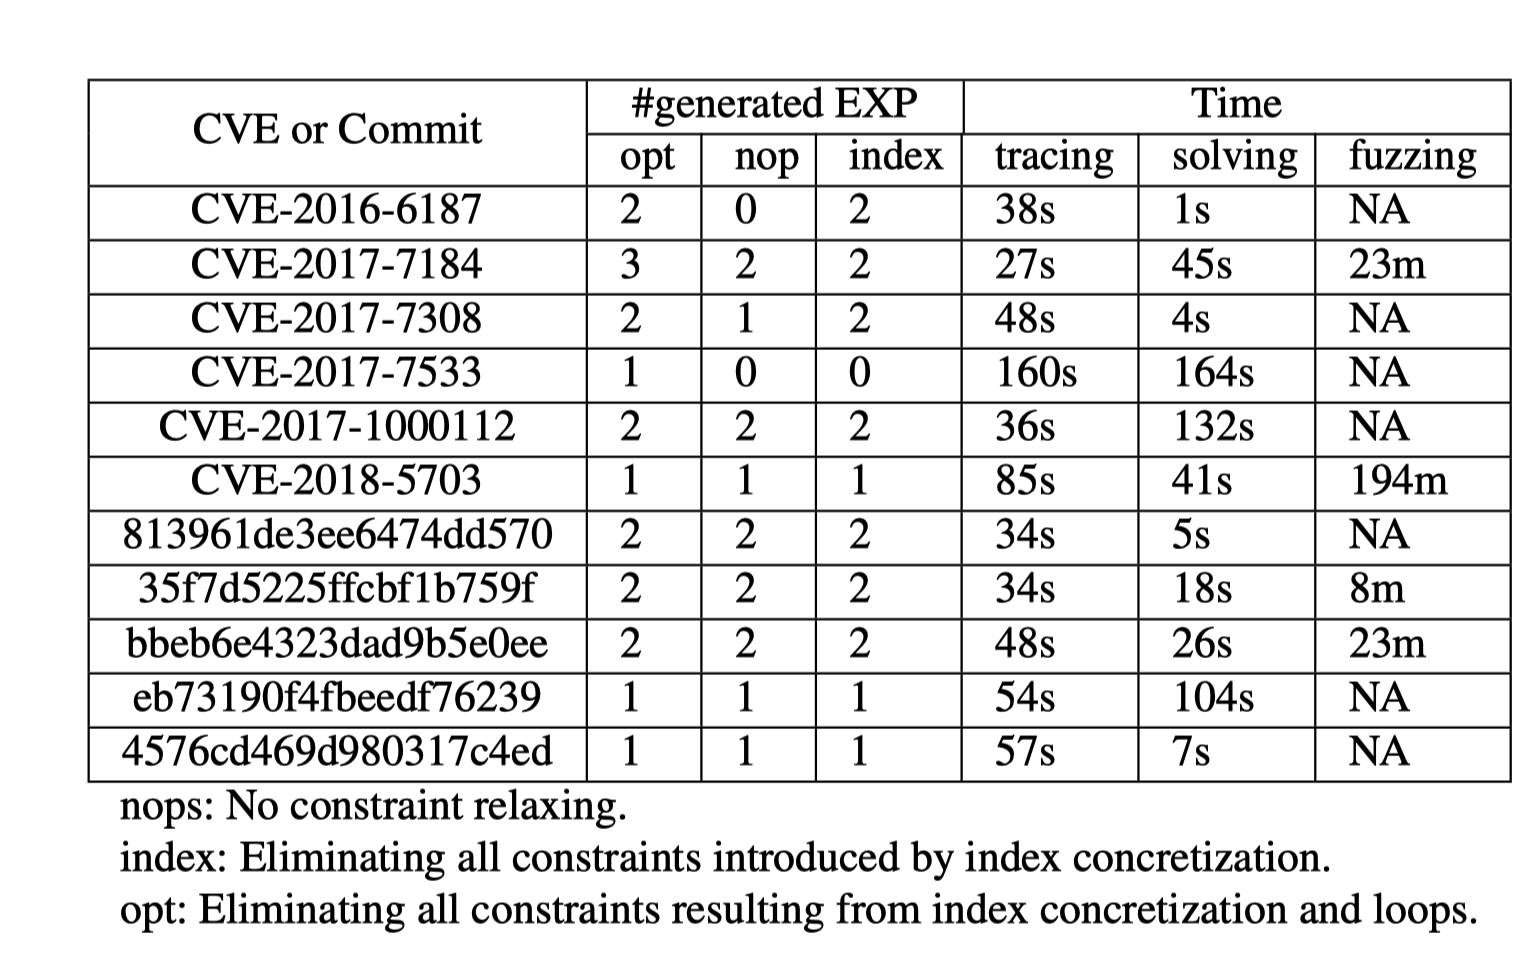 #generated EXP Time
CVE or Commit
opt nop index tracing solving fuzzing
CVE-2016-6187 2 0 2 38s 1s NA
CVE-2017-7184 3 2 2 27s 45s 23m
CVE-2017-7308 2 1 2 48s 4s NA
CVE-2017-7533 1 0 0 160s 164s NA
CVE-2017-1000112 2 2 2 36s 132s NA
CVE-2018-5703 1 1 1 85s 41s 194m
813961de3ee6474dd570 2 2 2 34s 5s NA
35f7d5225ffcbf1b759f 2 2 2 34s 18s 8m
bbeb6e4323dad9b5e0ee 2 2 2 48s 26s 23m
eb73190f4fbeedf76239 1 1 1 54s 104s NA
4576cd469d980317c4ed 1 1 1 57s 7s NA
nops: No constraint relaxing.
index: Eliminating all constraints introduced by index concretization.
opt: Eliminating all constraints resulting from index concretization and loops.